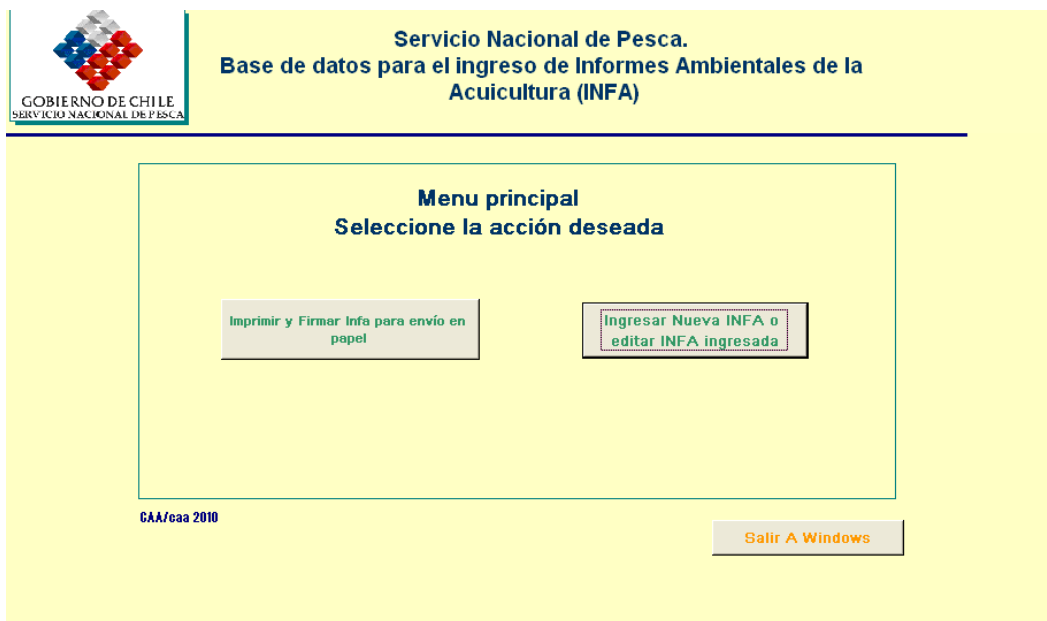 GOBIERNO DE CHILE
SERVICIO NACIONAL DE PESCA
Servicio Nacional de Pesca.
Base de datos para el ingreso de Informes Ambientales de la
Acuicultura (INFA)
Menu principal
Seleccione la acción deseada
Imprimir y Firmar Infa para envío en
papel
Ingresar Nueva INFA o
editar INFA ingresada
CAA/caa 2010
Salir A Windows